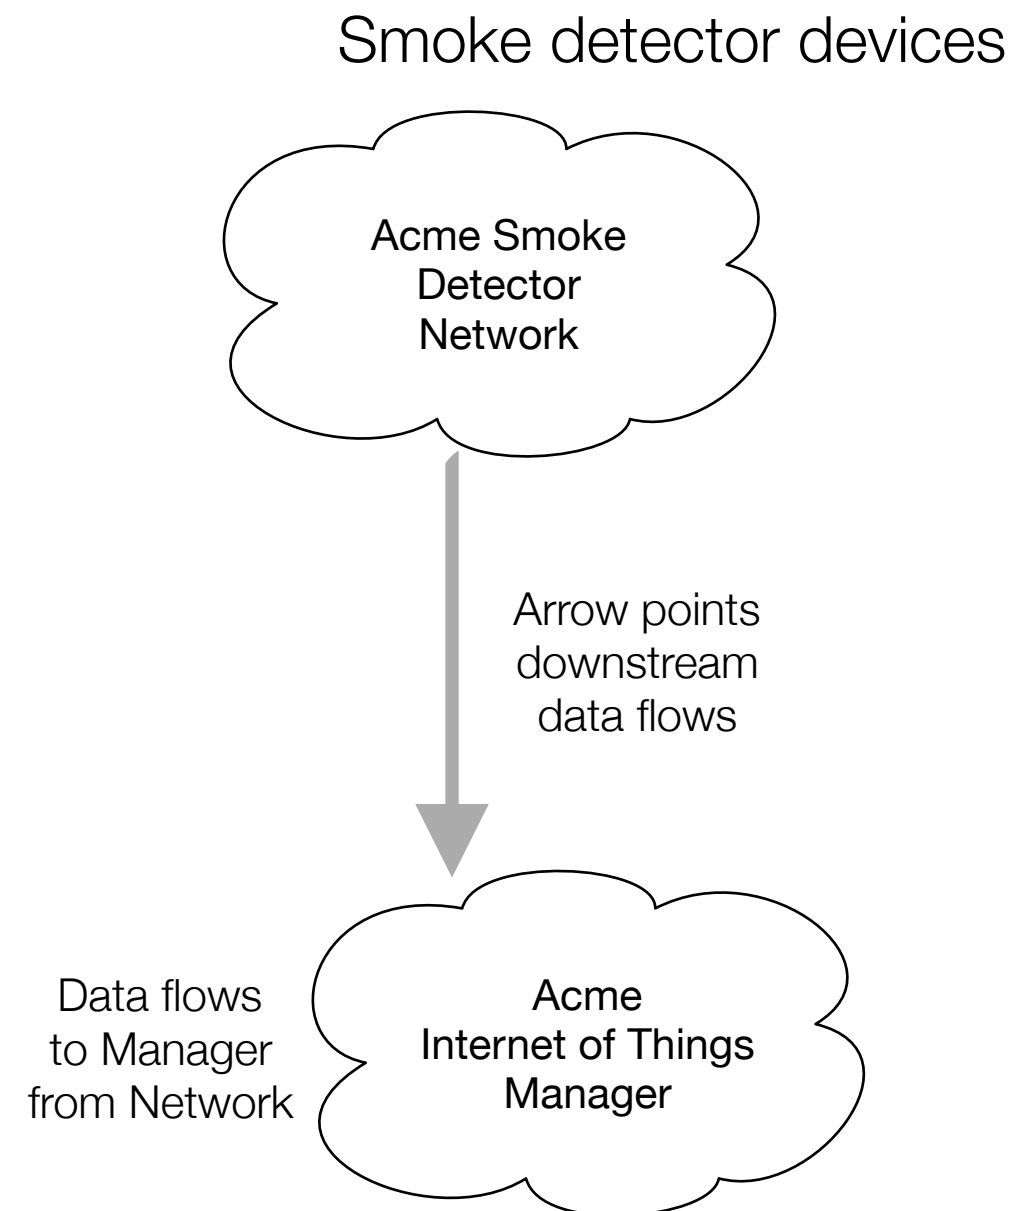 Smoke detector devices
Acme Smoke
Detector
Network
Arrow points
downstream
data flows
Data flows
to Manager
from Network
Acme
Internet of Things
Manager